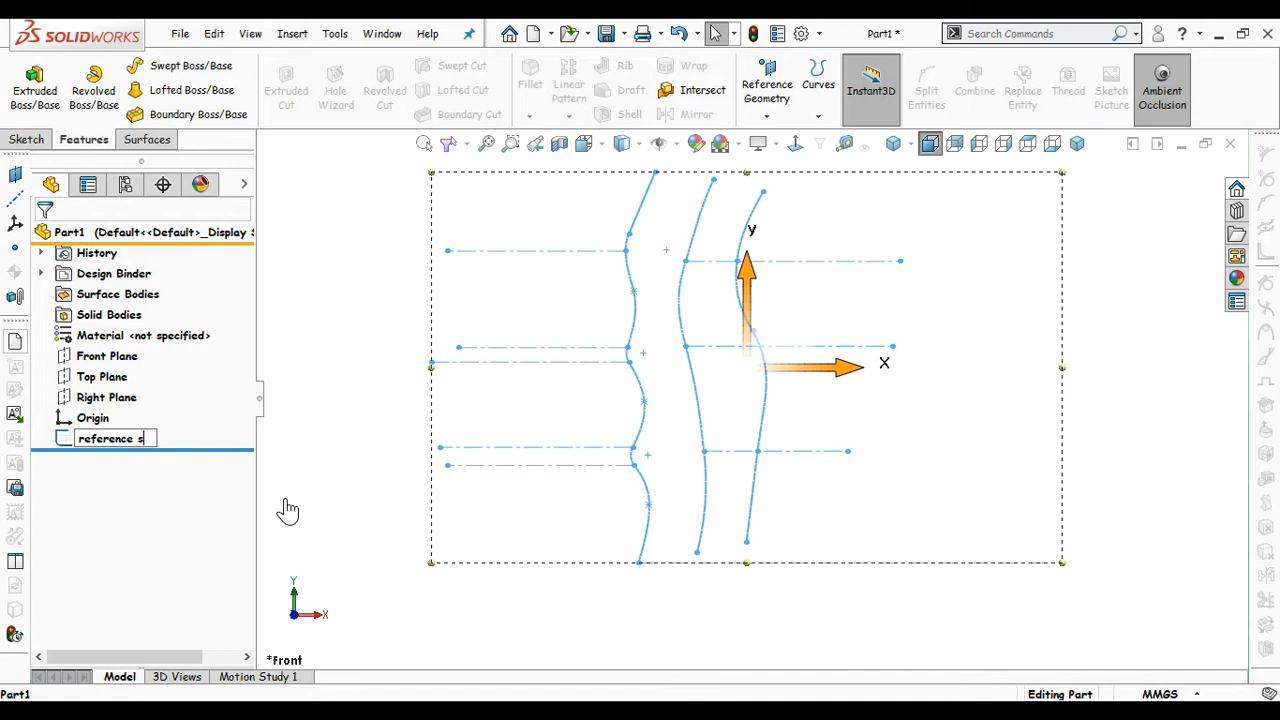 SOLIDWORKS File Edit View Insert Tools Window Help Part1 * Search Commands ?
Extruded Boss/Base
Revolved Boss/Base
Swept Boss/Base
Lofted Boss/Base
Boundary Boss/Base
Extruded Cut
Hole Wizard
Revolved Cut
Swept Cut
Lofted Cut
Boundary Cut
Fillet
Linear Pattern
Rib
Draft
Shell
Wrap
Intersect
Mirror
Reference Geometry
Curves
Instant3D
Split Entities
Combine
Replace Entity
Thread
Sketch Picture
Ambient Occlusion
Sketch Features Surfaces
Part1 (Default<<Default>_Display S
History
Design Binder
Surface Bodies
Solid Bodies
Material <not specified>
Front Plane
Top Plane
Right Plane
Origin
reference s
y
X
Y
X
*Front
Model 3D Views Motion Study 1
Part1 Editing Part MMGS